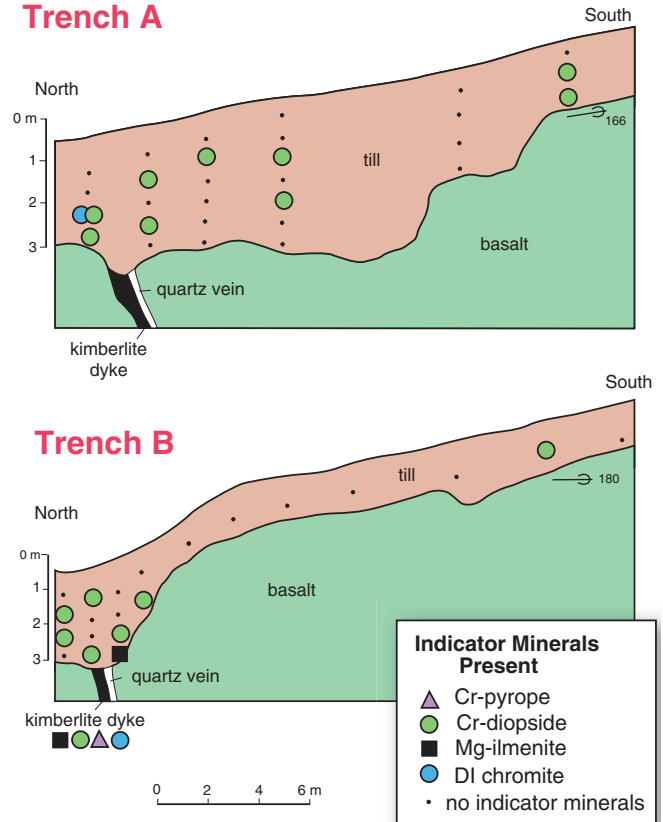 Trench A
South
North
0 m
166
1
till
2
basalt
3
quartz vein
kimberlite
dyke
South
Trench B
till
180
North
0 m
1
basalt
2
3
quartz vein
kimberlite dyke
Indicator Minerals
Present
Cr-pyrope
Cr-diopside
Mg-ilmenite
DI chromite
no indicator minerals
0 2 4 6 m